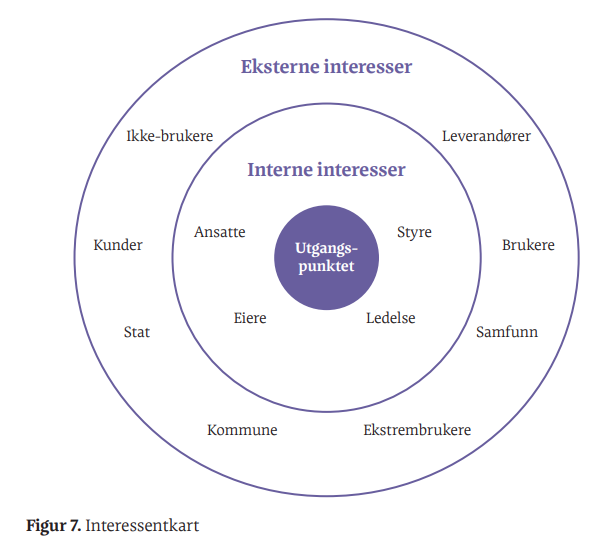 Eksterne interesser
Ikke-brukere
Leverandører
Interne interesser
Ansatte
Styre
Kunder
Utgangs-
punktet
Brukere
Eiere
Ledelse
Stat
Samfunn
Kommune
Ekstrembrukere
Figur 7. Interessentkart